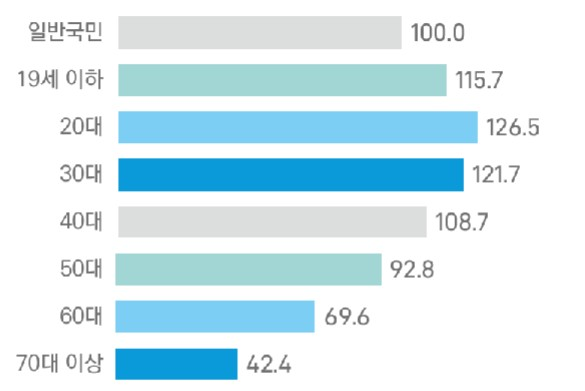 일반국민 100.0
19세 이하 115.7
20대 126.5
30대 121.7
40대 108.7
50대 92.8
60대 69.6
70대 이상 42.4